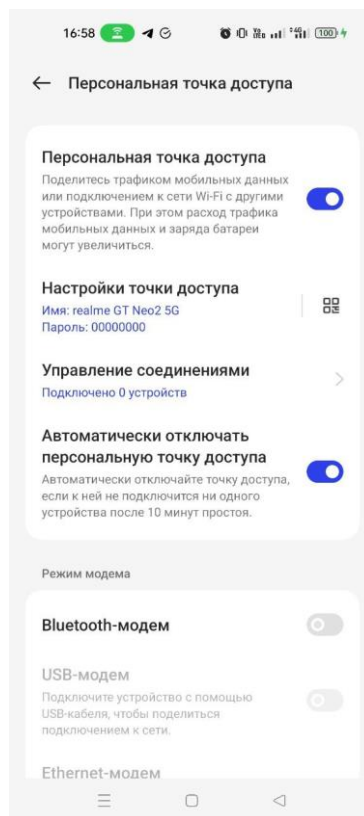 16:58
100
Персональная точка доступа
Персональная точка доступа
Поделитесь трафиком мобильных данных
или подключением к сети Wi-Fi с другими
устройствами. При этом расход трафика
мобильных данных и заряда батареи
могут увеличиться.
Настройки точки доступа
Имя: realme GT Neo2 5G
Пароль: 00000000
Управление соединениями
Подключено 0 устройств
Автоматически отключать
персональную точку доступа
Автоматически отключайте точку доступа,
если к ней не подключится ни одного
устройства после 10 минут простоя.
Режим модема
Bluetooth-модем
USB-модем
Подключите устройство с помощью
USB-кабеля, чтобы поделиться
подключением к сети.
Ethernet-модем